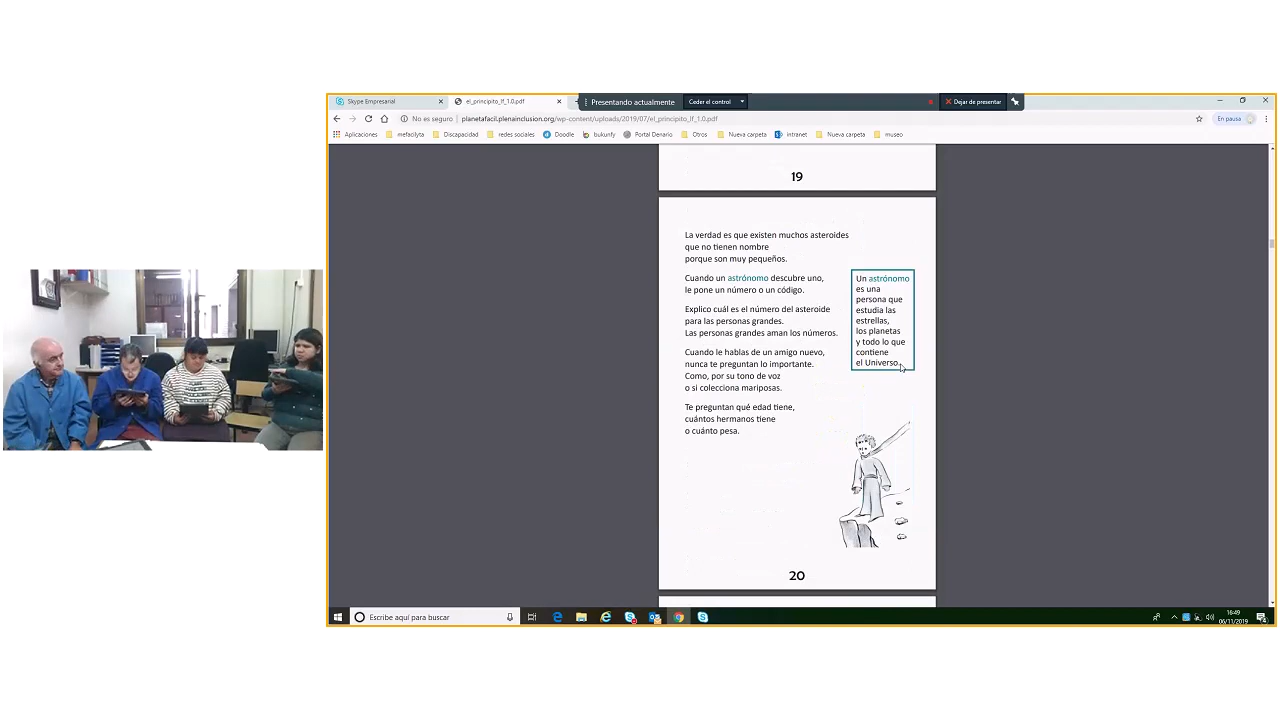 Skype Empresarial
el_principito_lf_1.0.pdf
Presentando actualmente
Ceder el control
Dejar de presentar
No es seguro
planetafacil.plenainclusion.org/wp-content/uploads/2019/07/el_principito_lf_1.0.pdf
En pausa
Aplicaciones
mefacilyta
Discapacidad
redes sociales
Doodle
bukunfy
Portal Denario
Otros
Nueva carpeta
intranet
Nueva carpeta
museo
19
La verdad es que existen muchos asteroides
que no tienen nombre
porque son muy pequeños.
Cuando un astrónomo descubre uno,
le pone un número o un código.
Explico cuál es el número del asteroide
para las personas grandes.
Las personas grandes aman los números.
Cuando le hablas de un amigo nuevo,
nunca te preguntan lo importante.
Como, por su tono de voz
o si colecciona mariposas.
Te preguntan qué edad tiene,
cuántos hermanos tiene
o cuánto pesa.
Un astrónomo
es una
persona que
estudia las
estrellas,
los planetas
y todo lo que
contiene
el Universo.
20
Escribe aquí para buscar
16:49
06/11/2019